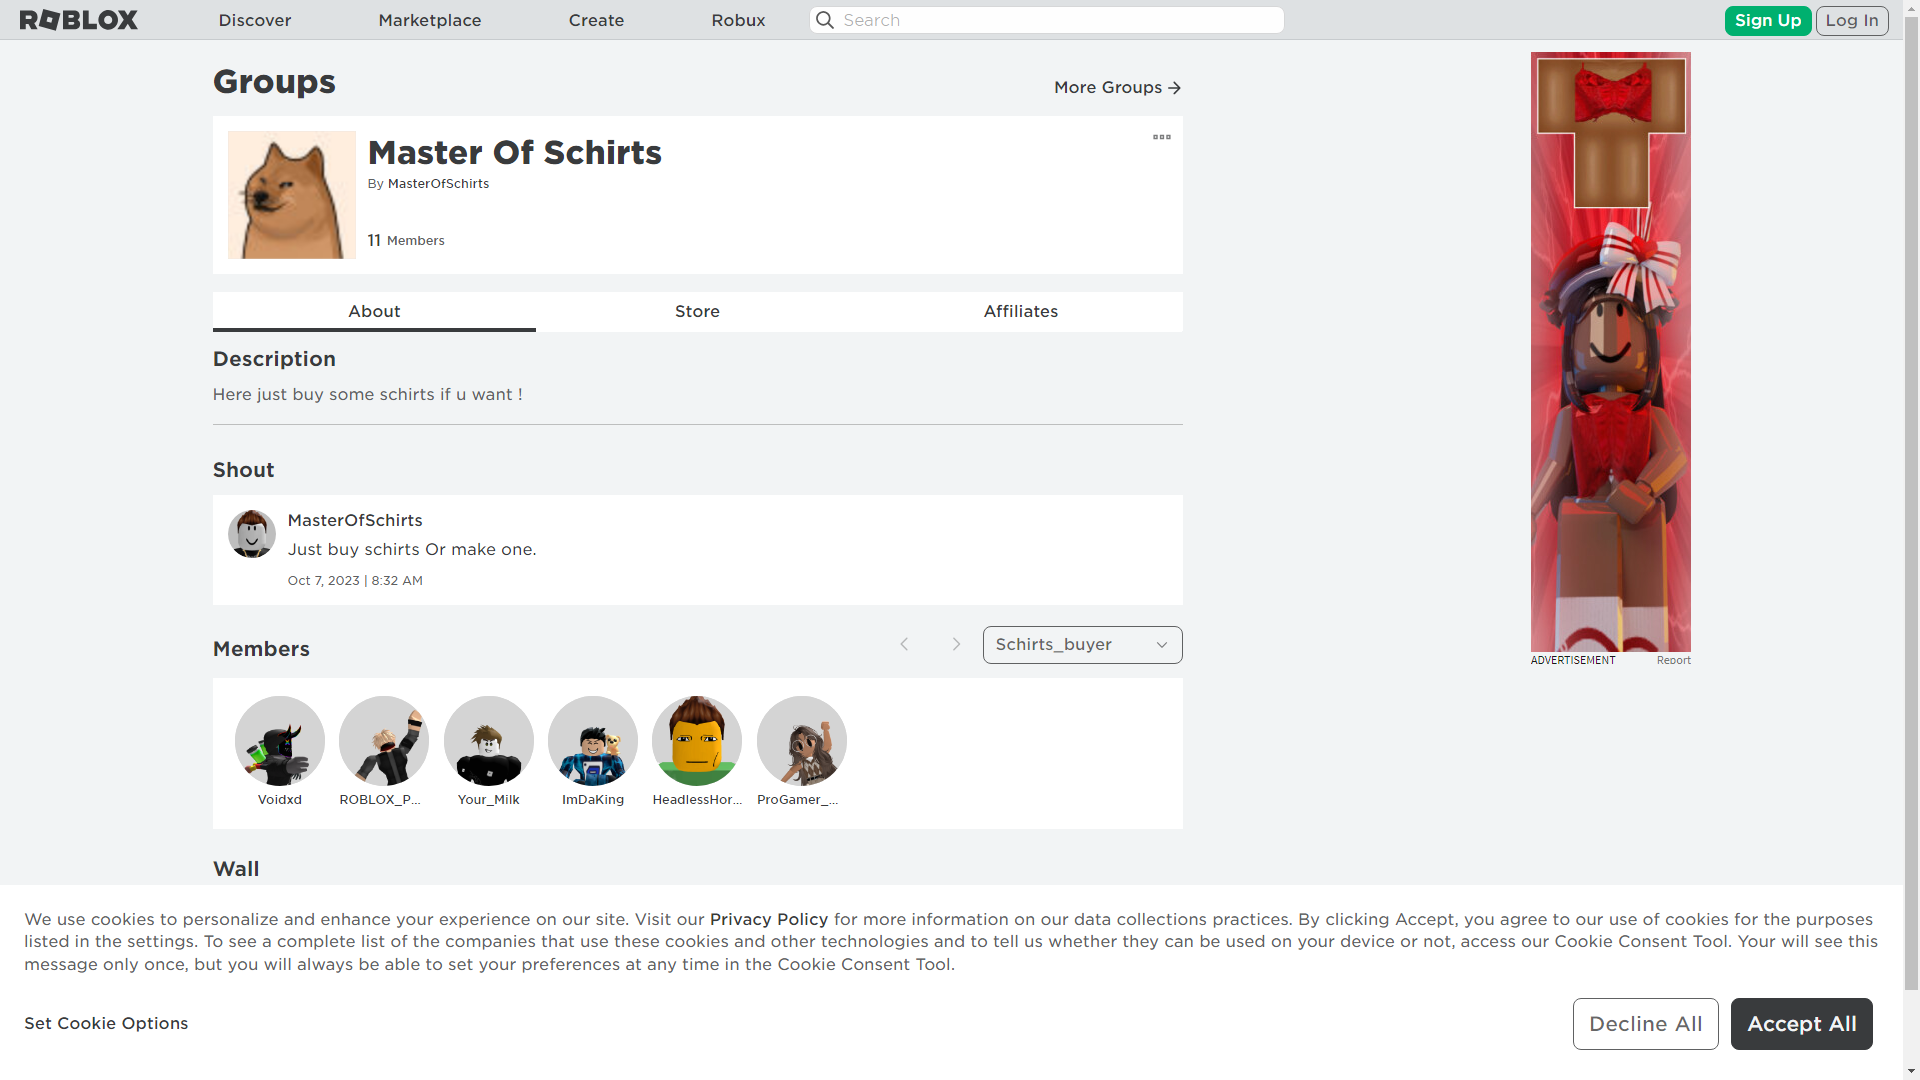 ROBLOX
Discover
Marketplace
Create
Robux
Search
Sign Up
Log In
Groups
More Groups
Master Of Schirts
By MasterOfSchirts
11 Members
About
Store
Affiliates
Description
Here just buy some schirts if u want !
Shout
MasterOfSchirts
Just buy schirts Or make one.
Oct 7, 2023 | 8:32 AM
Members
Schirts_buyer
Voidxd
ROBLOX_P...
Your_Milk
ImDaKing
HeadlessHor...
ProGamer_...
Wall
ADVERTISEMENT
Report
We use cookies to personalize and enhance your experience on our site. Visit our Privacy Policy for more information on our data collections practices. By clicking Accept, you agree to our use of cookies for the purposes
listed in the settings. To see a complete list of the companies that use these cookies and other technologies and to tell us whether they can be used on your device or not, access our Cookie Consent Tool. Your will see this
message only once, but you will always be able to set your preferences at any time in the Cookie Consent Tool.
Set Cookie Options
Decline All
Accept All